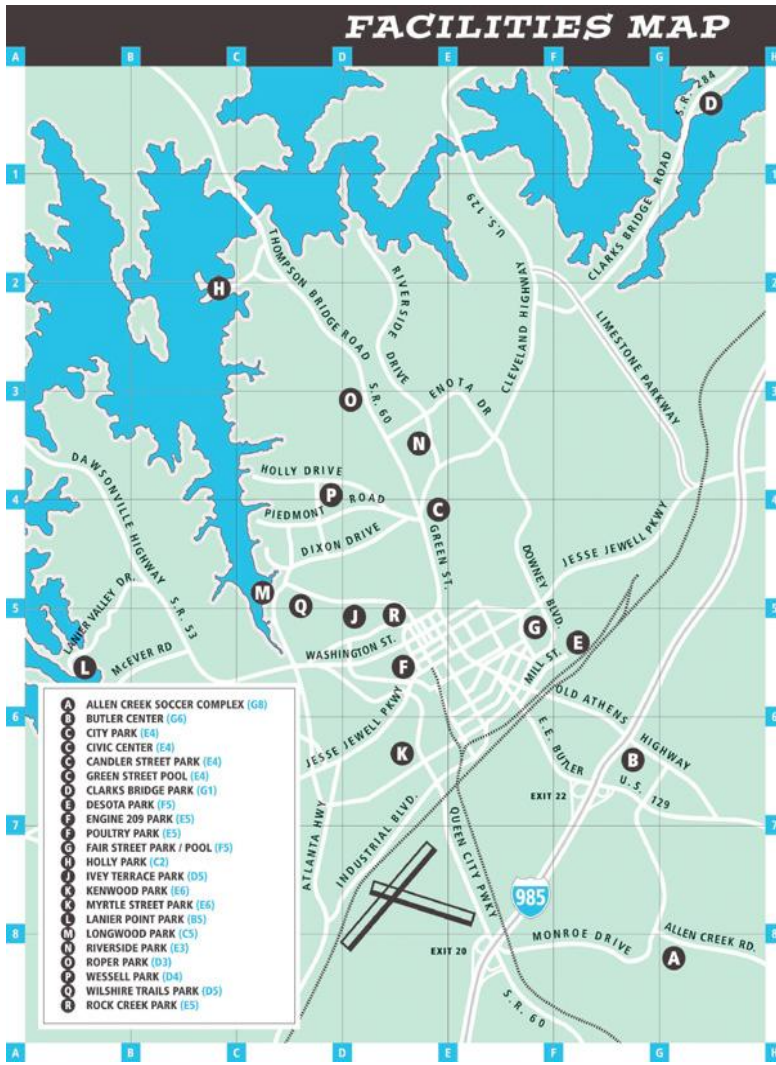 FACILITIES MAP
A B C D E F G H
S.R. 284
D
1 1
U.S. 129
CLARKS BRIDGE ROAD
THOMPSON BRIDGE ROAD
RIVERSIDE DRIVE
CLEVELAND HIGHWAY
2 2
H
LIMESTONE PARKWAY
3 3
O
S.R. 60
ENOTA DR
N
DAWSONVILLE HIGHWAY
HOLLY DRIVE
P
4 4
PIEDMONT ROAD
C
DIXON DRIVE
GREEN ST.
DOWNEY BLVD.
JESSE JEWELL PKWY
LANIER VALLEY DR.
S.R. 53
M
Q
5 5
J
R
G
E
McEVER RD
WASHINGTON ST.
L
F
MILL ST.
OLD ATHENS HIGHWAY
6 6
JESSE JEWELL PKWY
K
E.E. BUTLER
B
EXIT 22
U.S. 129
7 7
ATLANTA HWY
INDUSTRIAL BLVD.
QUEEN CITY PKWY
985
8 8
EXIT 20
MONROE DRIVE
ALLEN CREEK RD.
A
S.R. 60
A ALLEN CREEK SOCCER COMPLEX (G8)
B BUTLER CENTER (G6)
C CITY PARK (E4)
C CIVIC CENTER (E4)
C CANDLER STREET PARK (E4)
C GREEN STREET POOL (E4)
D CLARKS BRIDGE PARK (G1)
E DESOTA PARK (F5)
F ENGINE 209 PARK (E5)
F POULTRY PARK (E5)
G FAIR STREET PARK / POOL (F5)
H HOLLY PARK (C2)
J IVEY TERRACE PARK (D5)
K KENWOOD PARK (E6)
K MYRTLE STREET PARK (E6)
L LANIER POINT PARK (B5)
M LONGWOOD PARK (C5)
N RIVERSIDE PARK (E3)
O ROPER PARK (D3)
P WESSELL PARK (D4)
Q WILSHIRE TRAILS PARK (D5)
R ROCK CREEK PARK (E5)
A B C D E F G H